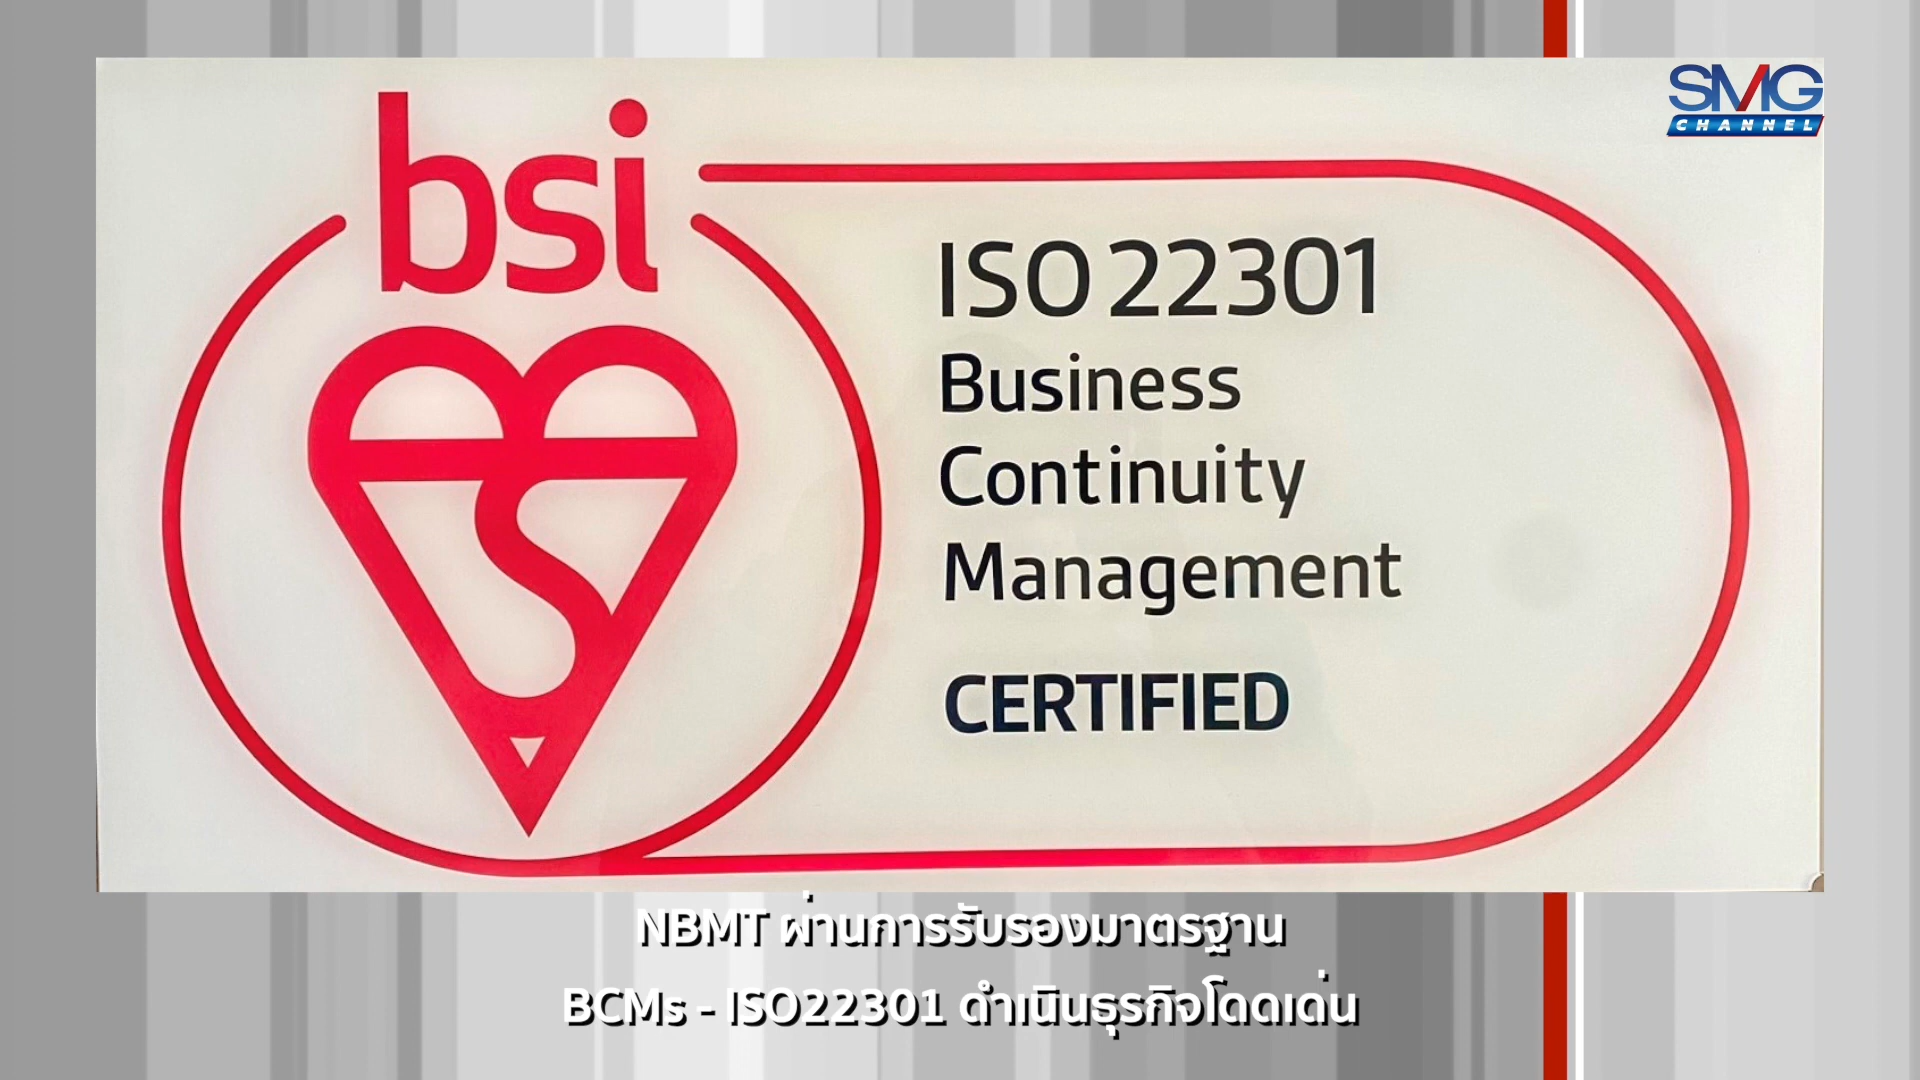 SMG
CHANNEL
bsi
ISO 22301
Business
Continuity
Management
CERTIFIED
NBMT ผ่านการรับรองมาตรฐาน
BCMs - ISO22301 ดำเนินธุรกิจโดดเด่น